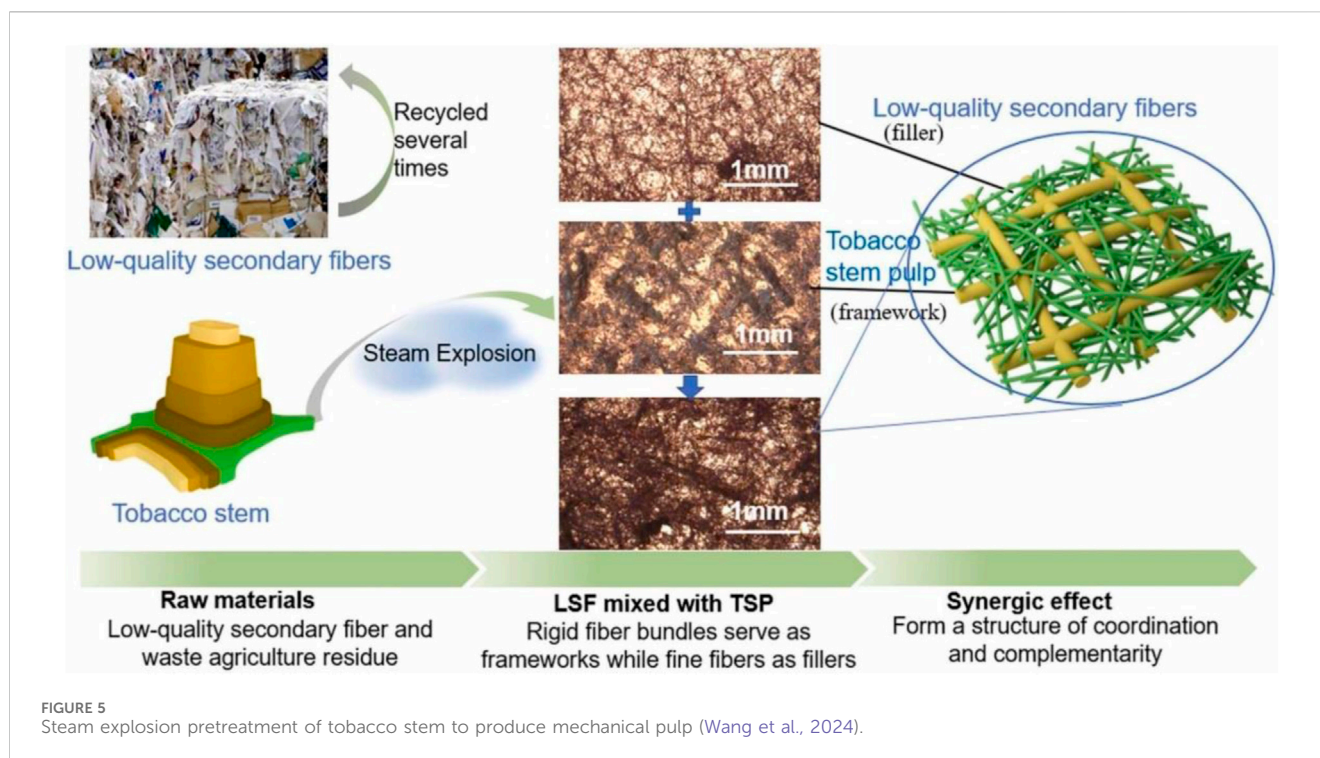 Recycled
several
times
Low-quality secondary fibers
Steam Explosion
Tobacco stem
1mm
1mm
1mm
Low-quality secondary fibers
(filler)
Tobacco
stem pulp
(framework)
Raw materials
Low-quality secondary fiber and
waste agriculture residue
LSF mixed with TSP
Rigid fiber bundles serve as
frameworks while fine fibers as fillers
Synergic effect
Form a structure of coordination
and complementarity
FIGURE 5
Steam explosion pretreatment of tobacco stem to produce mechanical pulp (Wang et al., 2024).